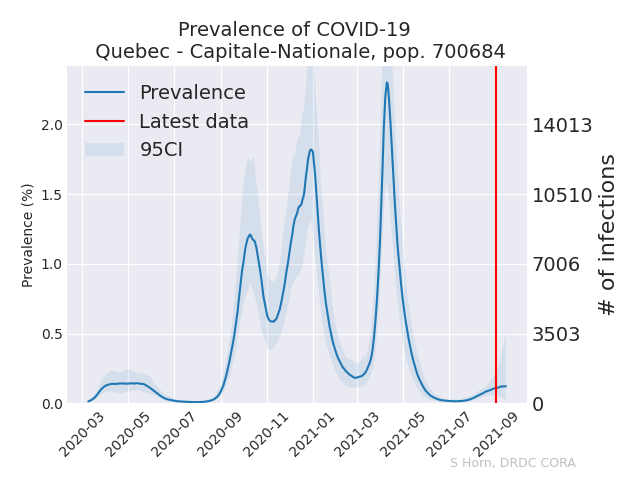 Prevalence of COVID-19
Quebec - Capitale-Nationale, pop. 700684
Prevalence
Latest data
95CI
Prevalence (%)
2.0
1.5
1.0
0.5
0.0
14013
10510
7006
3503
0
# of infections
2020-03
2020-05
2020-07
2020-09
2020-11
2021-01
2021-03
2021-05
2021-07
2021-09
S Horn, DRDC CORA